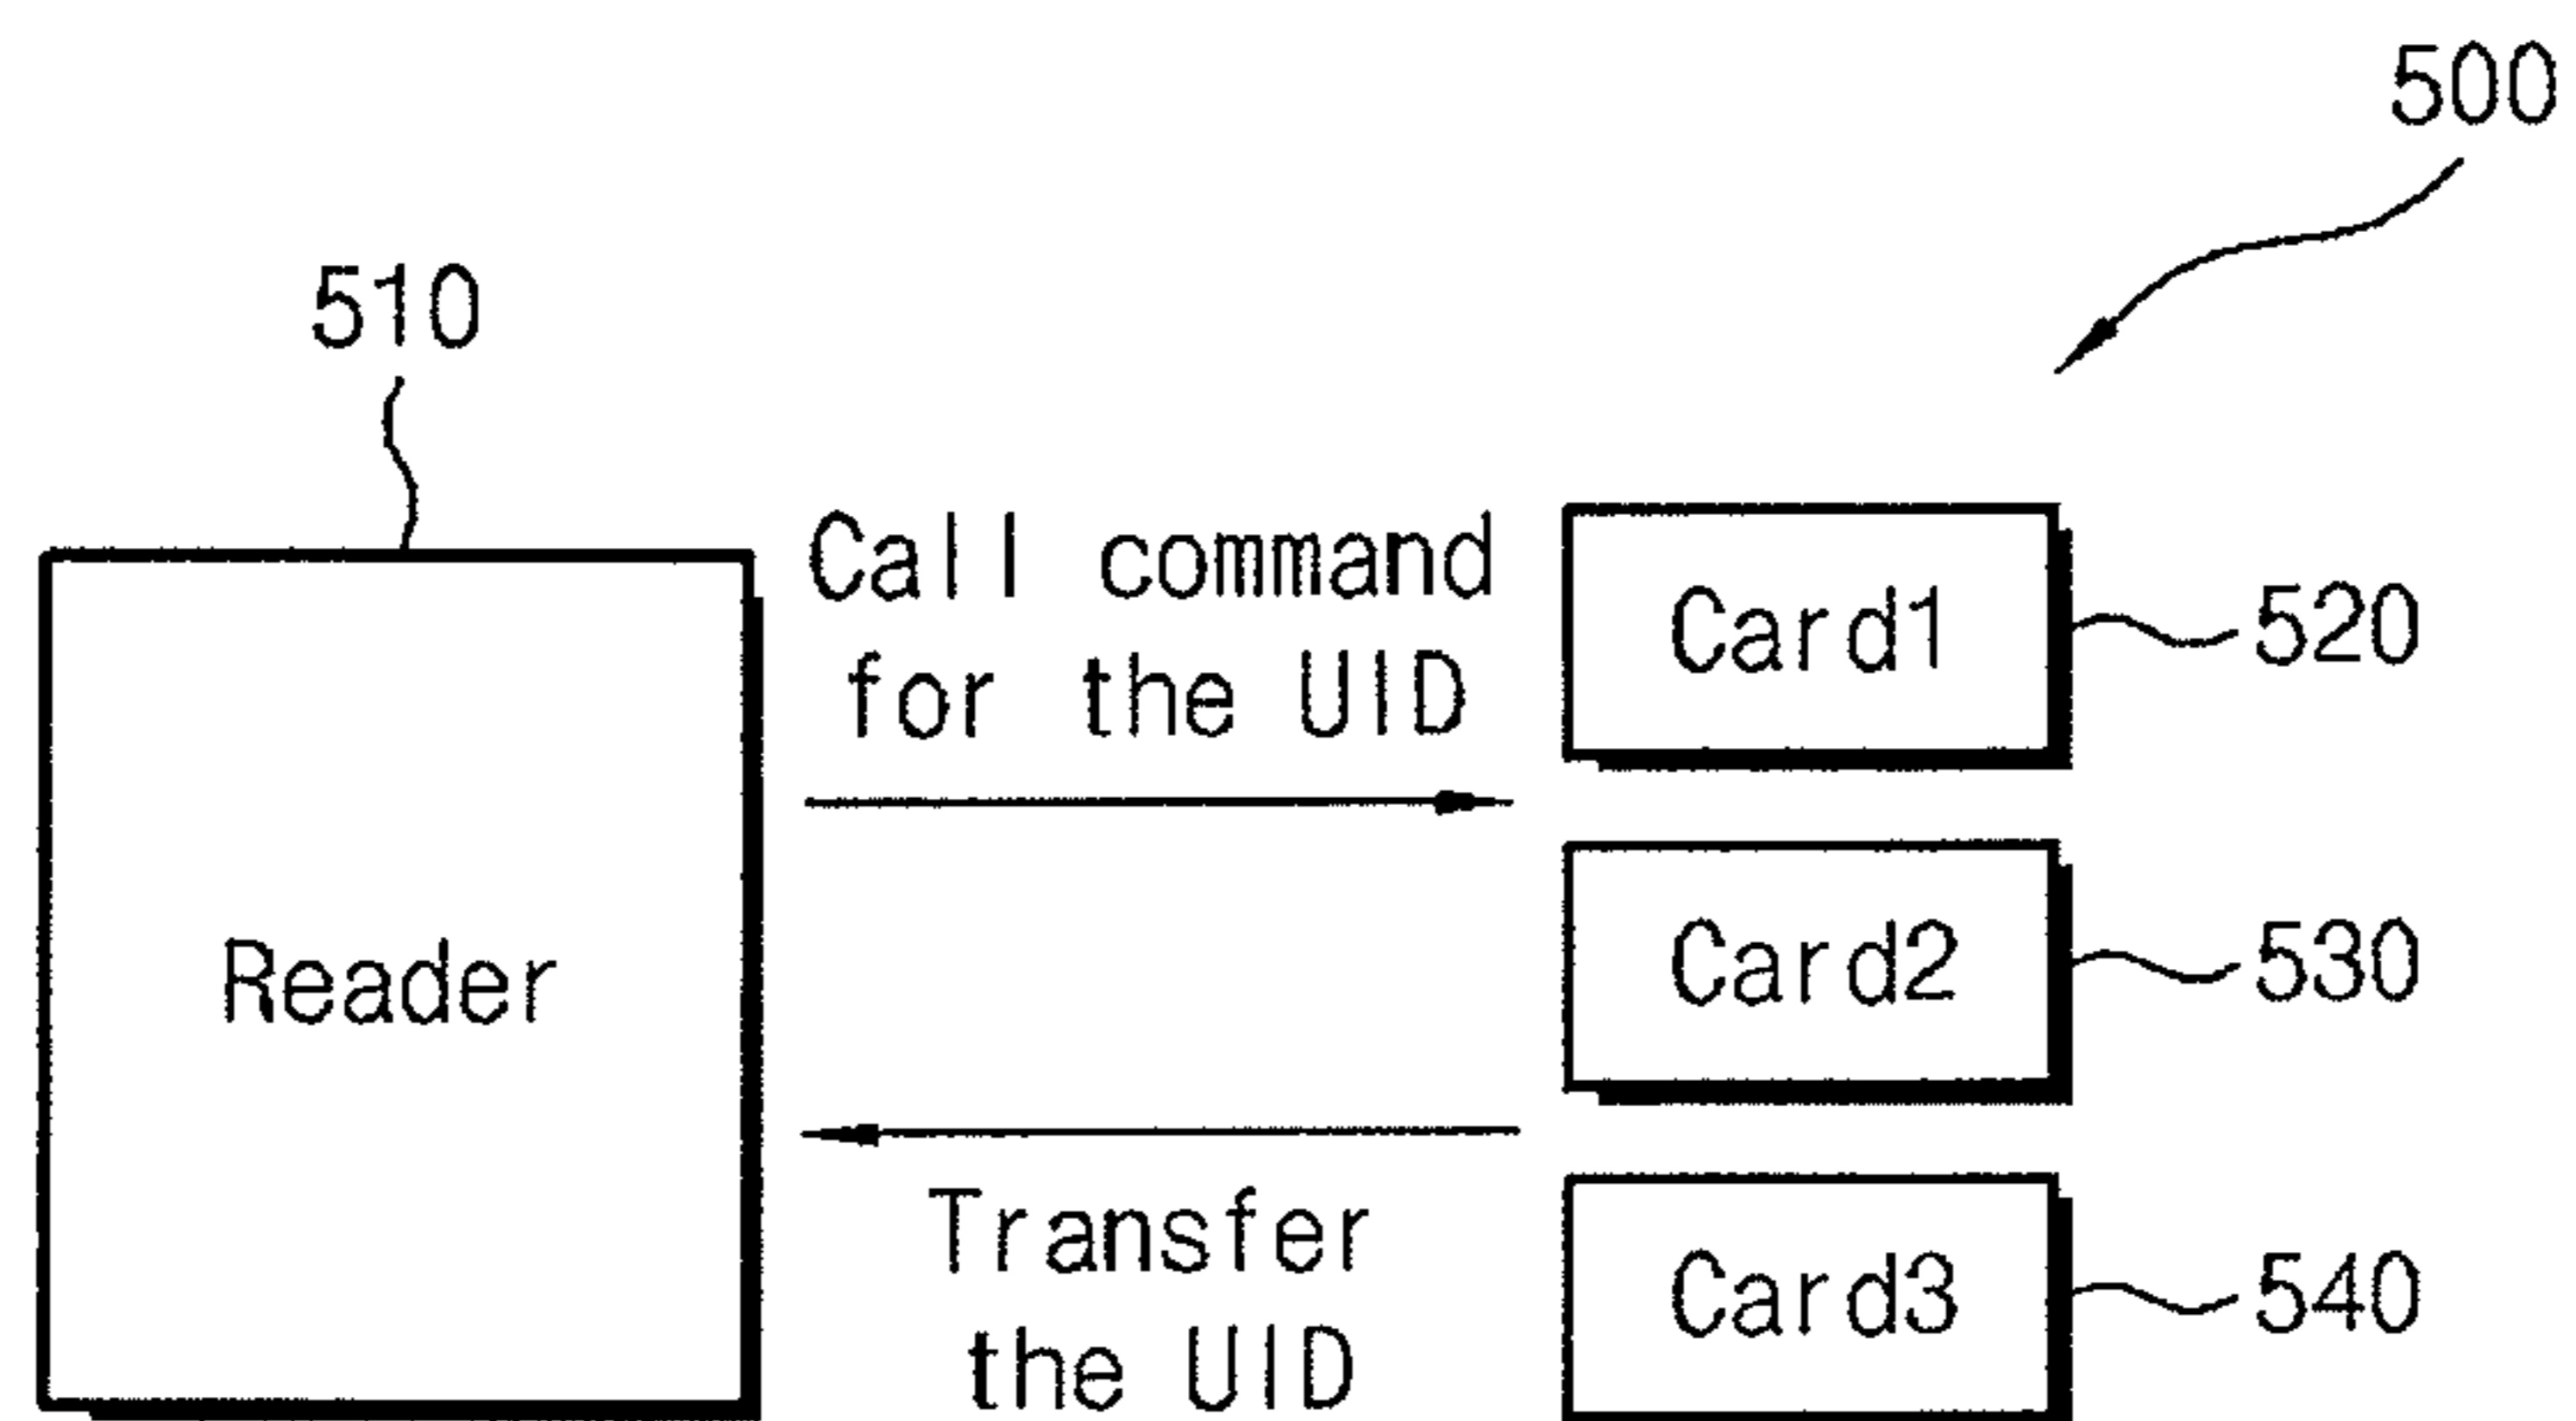 500
510
Call command
for the UID
Card1
520
Reader
Card2
530
Transfer
the UID
Card3
540